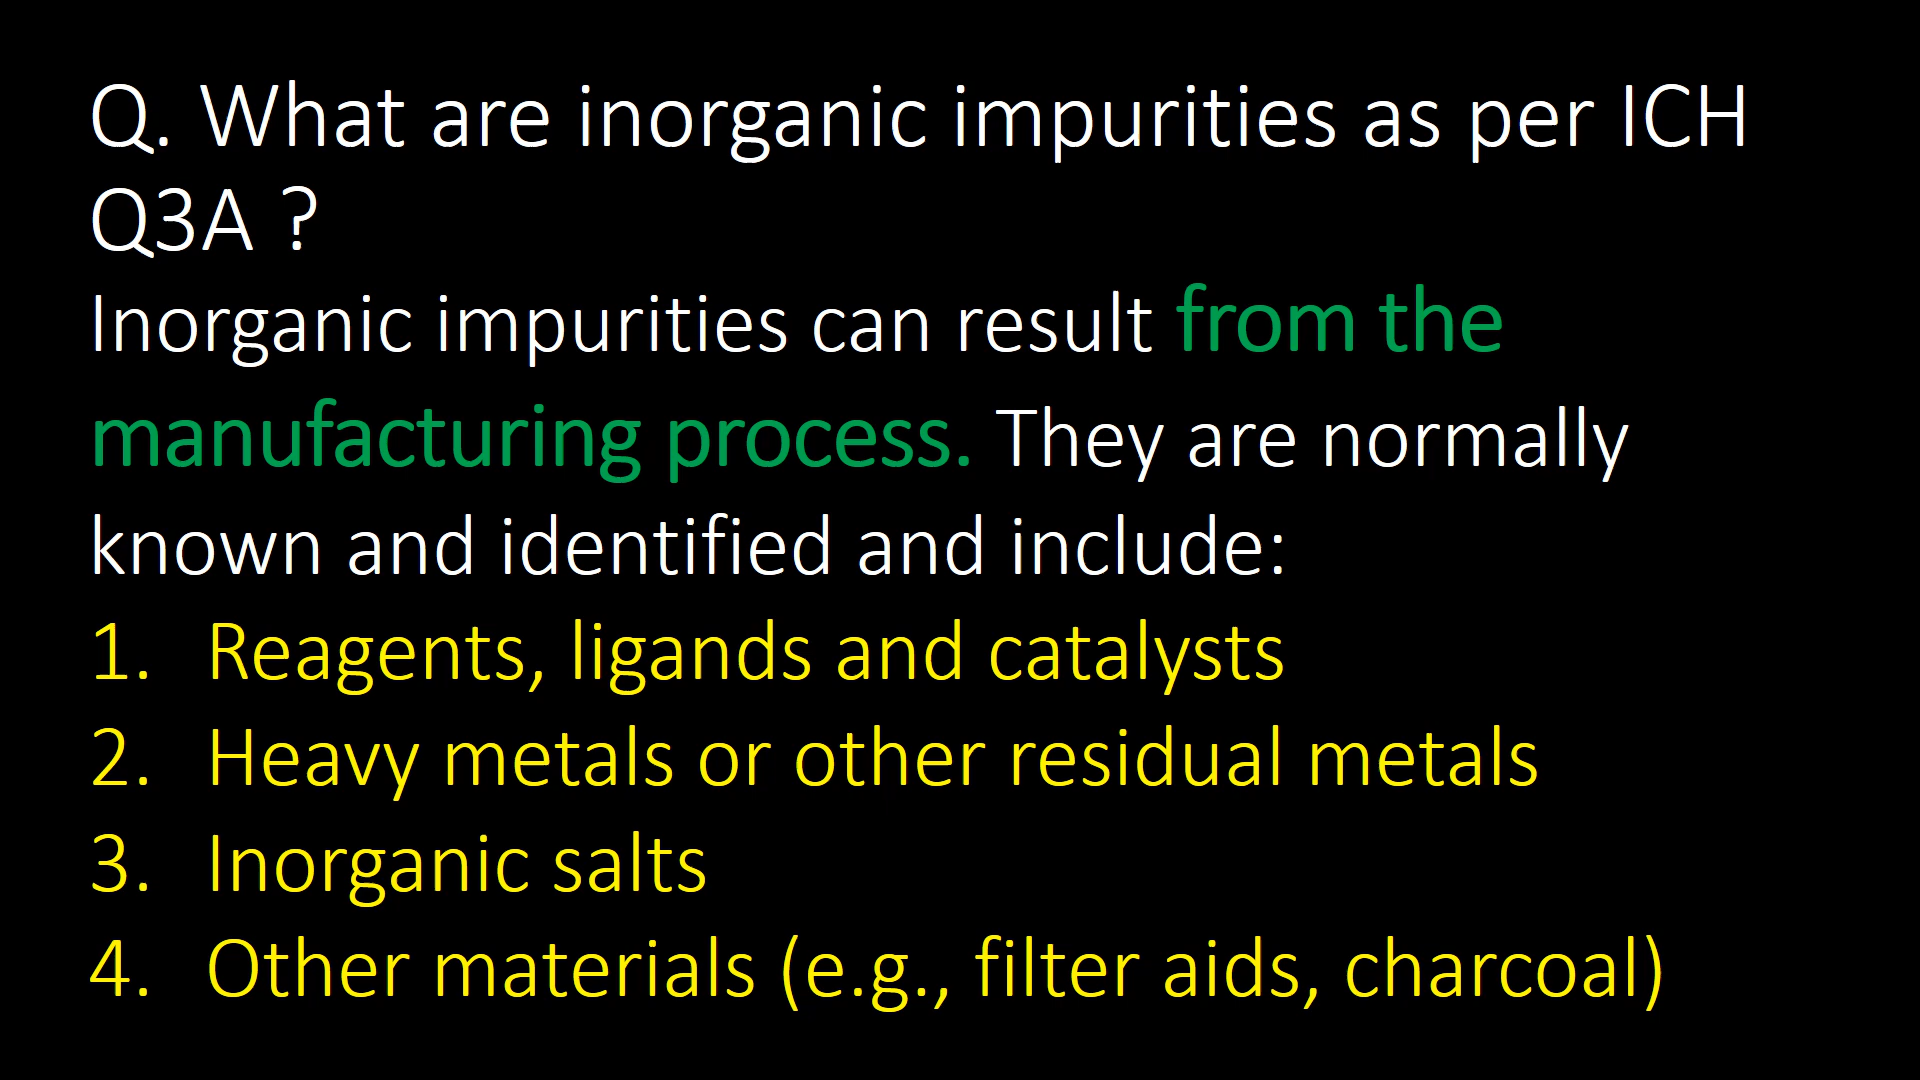 Q. What are inorganic impurities as per ICH
Q3A ?
Inorganic impurities can result from the
manufacturing process. They are normally
known and identified and include:
1. Reagents, ligands and catalysts
2. Heavy metals or other residual metals
3. Inorganic salts
4. Other materials (e.g., filter aids, charcoal)